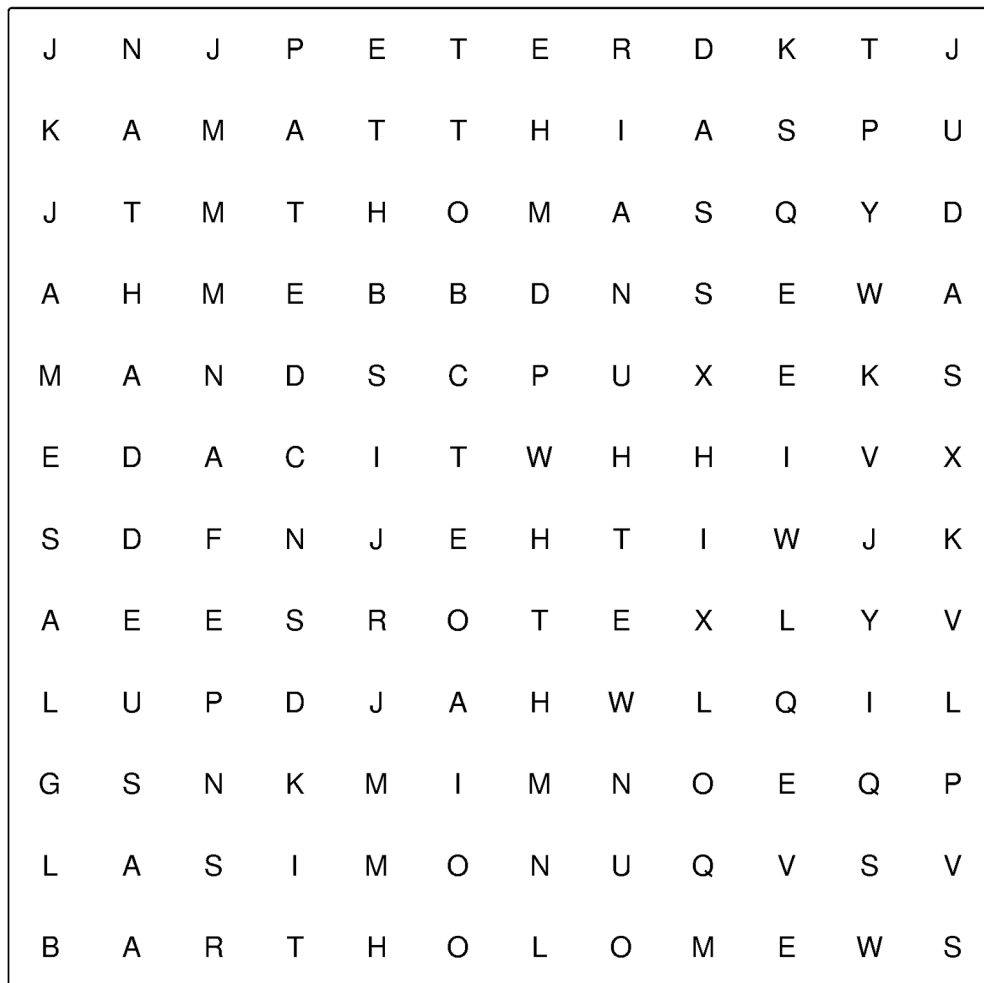 J N J P E T E R D K T J
K A M A T T H I A S P U
J T M T H O M A S Q Y D
A H M E B B D N S E W A
M A N D S C P U X E K S
E D A C I T W H H I V X
S D F N J E H T I W J K
A E E S R O T E X L Y V
L U P D J A H W L Q I L
G S N K M I M N O E Q P
L A S I M O N U Q V S V
B A R T H O L O M E W S